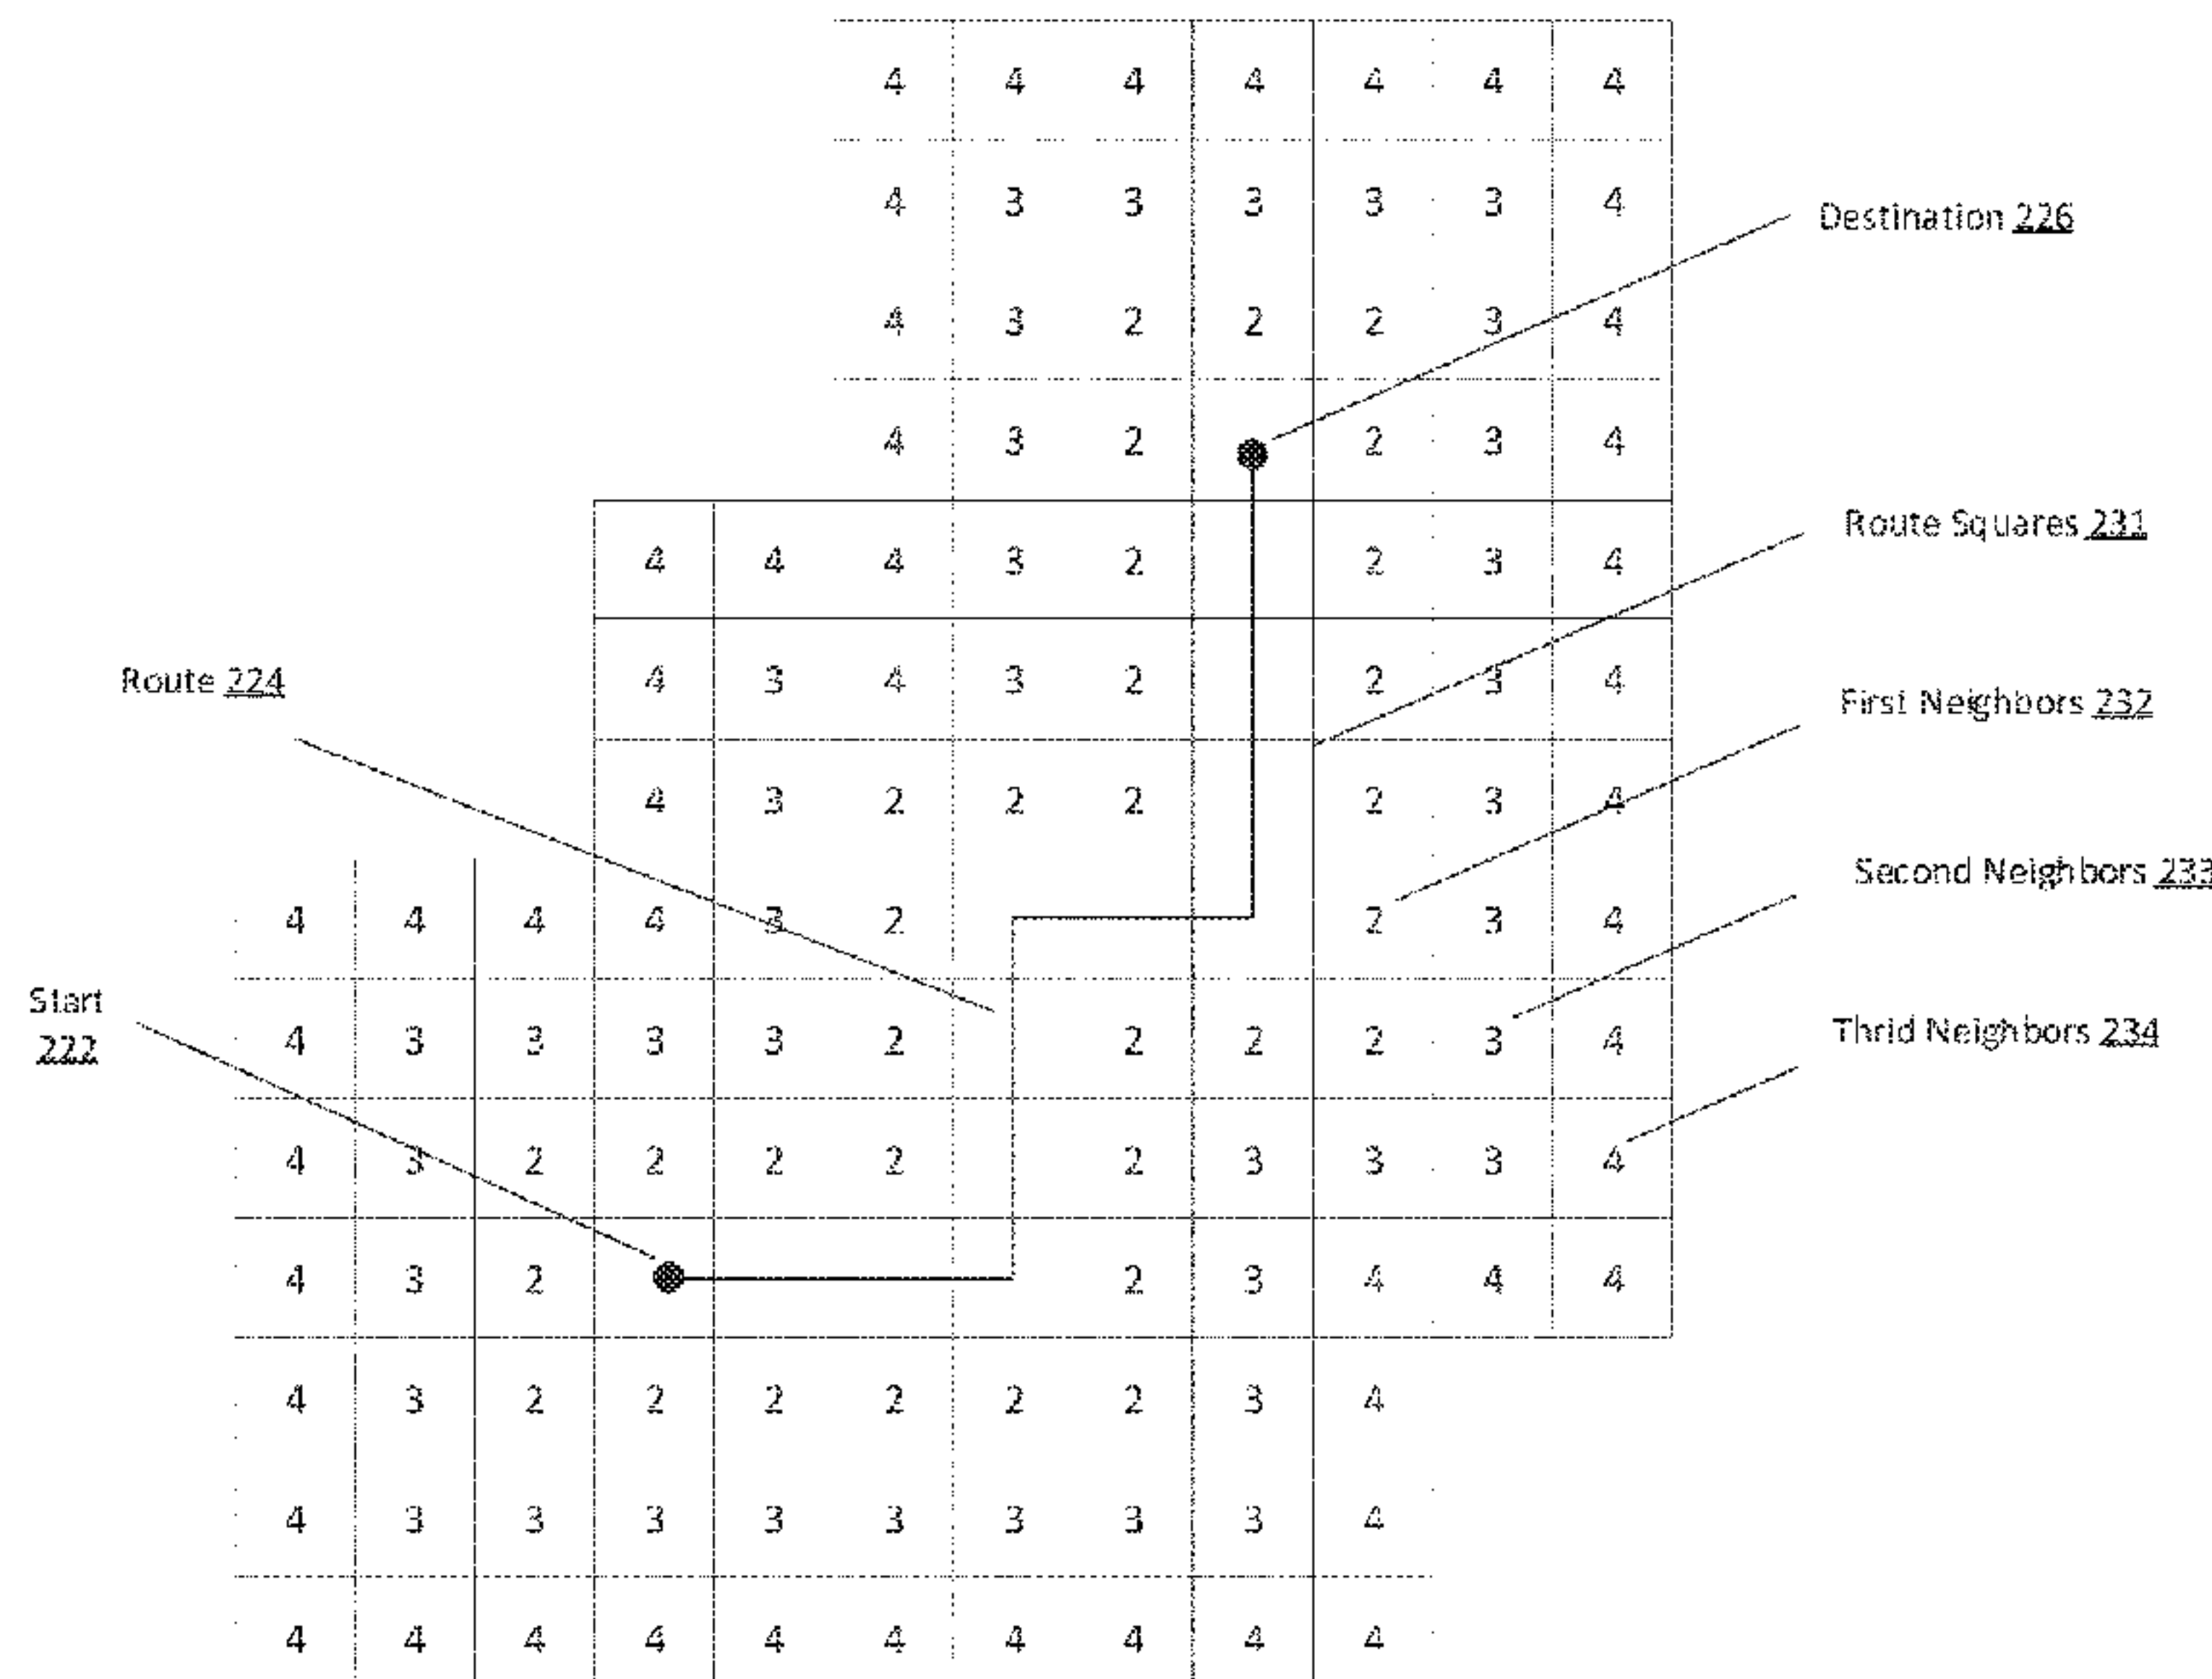 4 4 4 4 4 4 4
4 3 3 3 3 3 4
Destination 226
4 3 2 2 2 3 4
4 3 2 2 3 4
Route Squares 231
4 4 4 3 2 2 3 4
Route 224
4 3 4 3 2 2 3 4
First Neighbors 232
4 3 2 2 2 2 3 4
Second Neighbors 233
4 4 4 4 3 2 2 3 4
Start
222
4 3 3 3 3 2 2 2 2 3 4
Thrid Neighbors 234
4 3 2 2 2 2 2 3 3 3 4
4 3 2 2 3 4 4 4
4 3 2 2 2 2 2 2 3 4
4 3 3 3 3 3 3 3 3 4
4 4 4 4 4 4 4 4 4 4